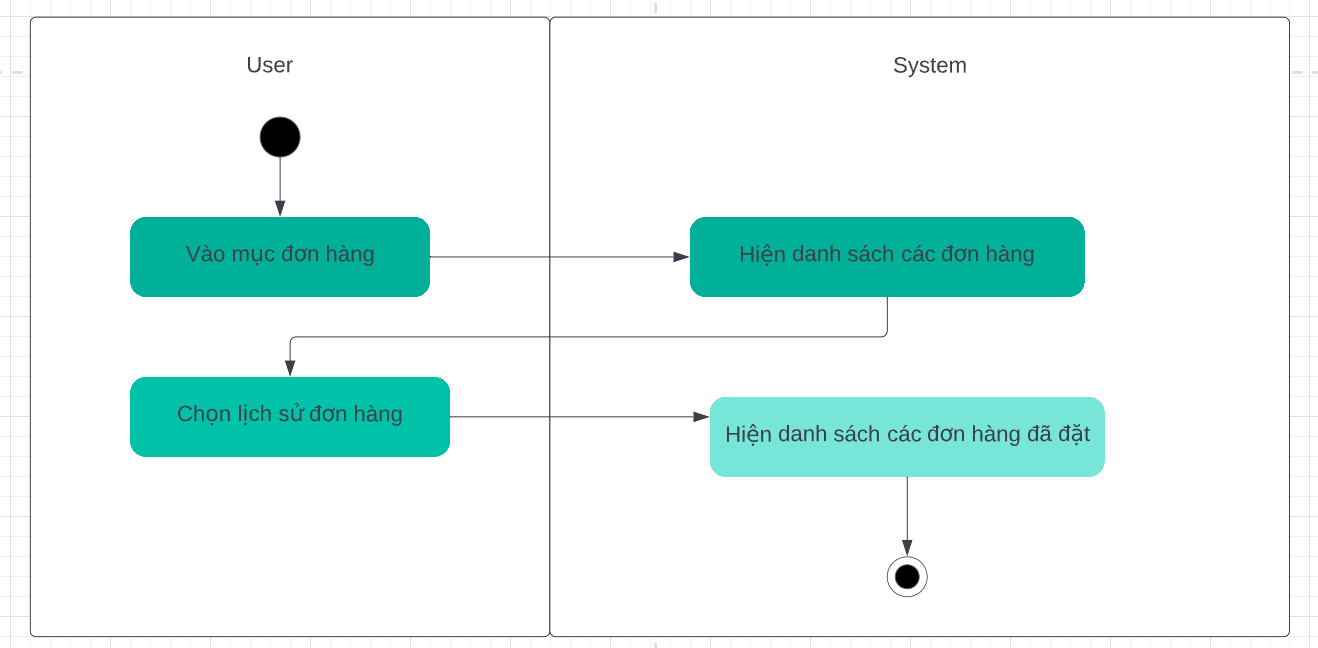 User
System
Vào mục đơn hàng
Hiện danh sách các đơn hàng
Chọn lịch sử đơn hàng
Hiện danh sách các đơn hàng đã đặt